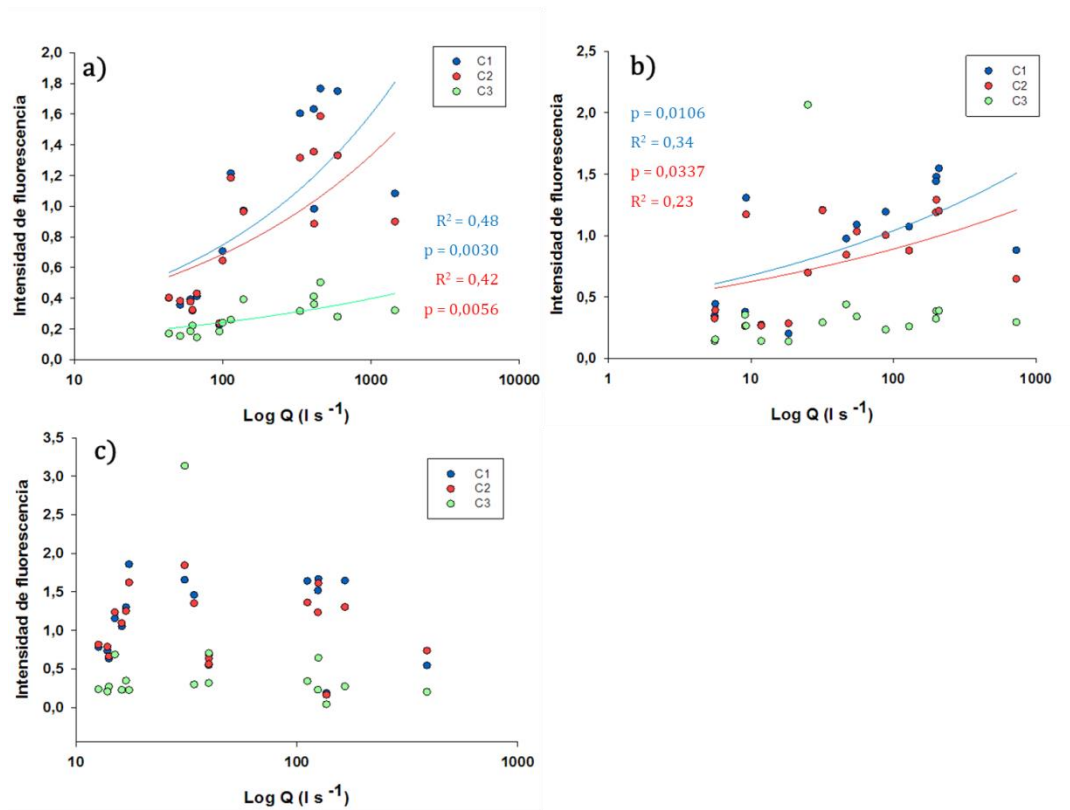 a)
C1
C2
C3
Intensidad de fluorescencia
2,0
1,8
1,6
1,4
1,2
1,0
0,8
0,6
0,4
0,2
0,0
R² = 0,48
p = 0,0030
R² = 0,42
p = 0,0056
10
100
1000
10000
Log Q (l s -1)
b)
C1
C2
C3
Intensidad de fluorescencia
2,5
2,0
1,5
1,0
0,5
0,0
p = 0,0106
R² = 0,34
p = 0,0337
R² = 0,23
1
10
100
1000
Log Q (l s -1)
c)
C1
C2
C3
Intensidad de fluorescencia
3,5
3,0
2,5
2,0
1,5
1,0
0,5
0,0
10
100
1000
Log Q (l s -1)